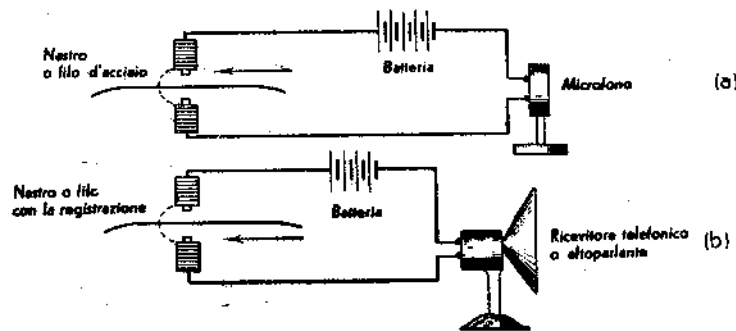 Nastro
o filo d'acciaio
Batteria
Microfono
(a)
Nastro o filo
con la registrazione
Batteria
Ricevitore telefonico
o altoparlante
(b)